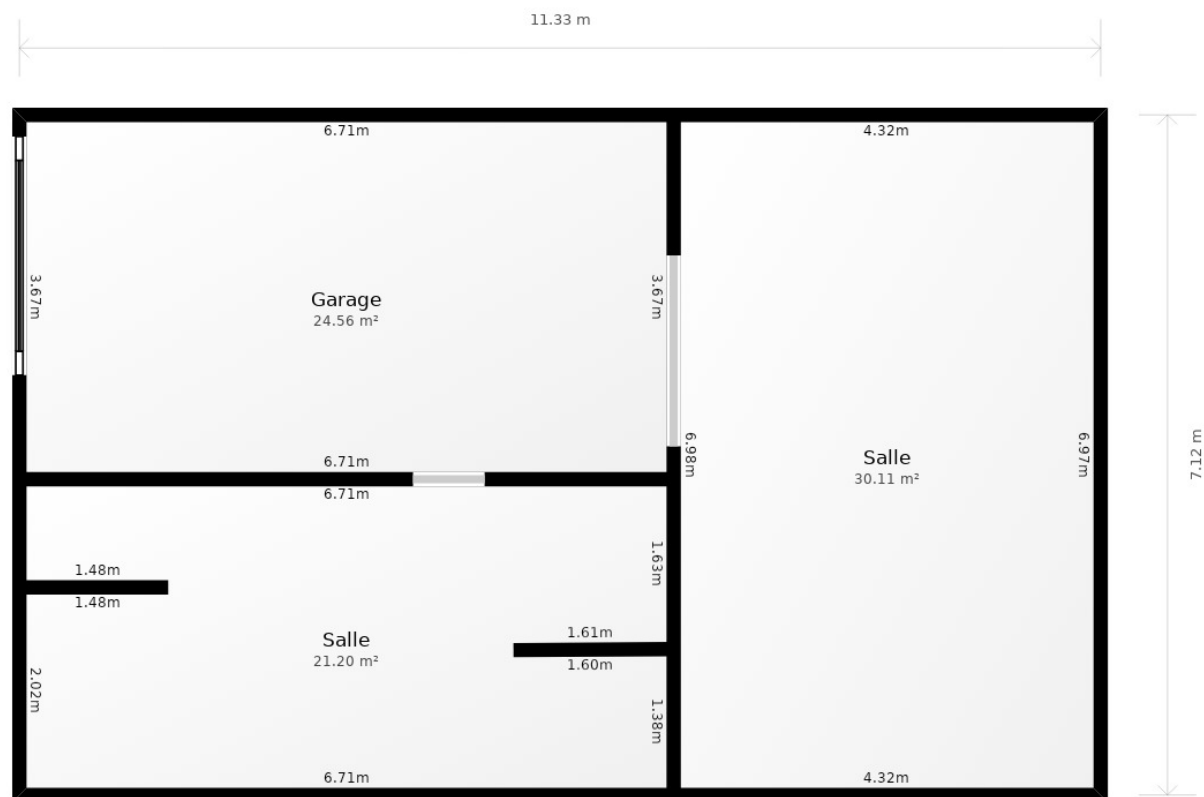 11.33 m
6.71m
4.32m
3.67m
3.67m
Garage
24.56 m²
7.12 m
6.98m
6.97m
Salle
30.11 m²
6.71m
6.71m
1.63m
1.48m
1.48m
1.61m
Salle
21.20 m²
1.60m
2.02m
1.38m
6.71m
4.32m